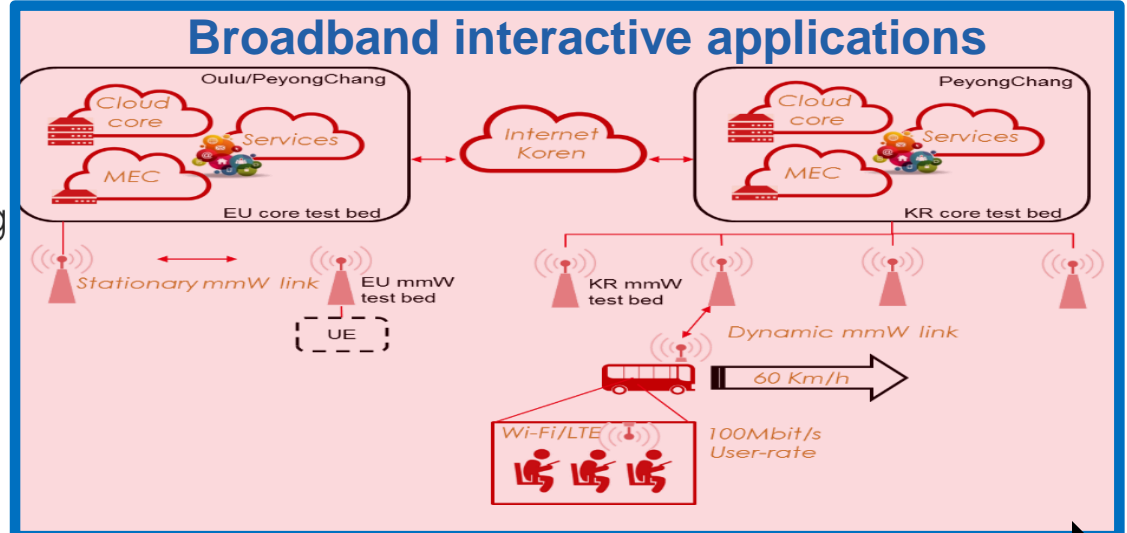 Broadband interactive applications
Oulu/PeyongChang
Cloud
core
Services
MEC
EU core test bed
Internet
Koren
PeyongChang
Cloud
core
Services
MEC
KR core test bed
g
Stationary mmW link
EU mmW
test bed
UE
KR mmW
test bed
Dynamic mmW link
60 Km/h
Wi-Fi/LTE
100Mbit/s
User-rate